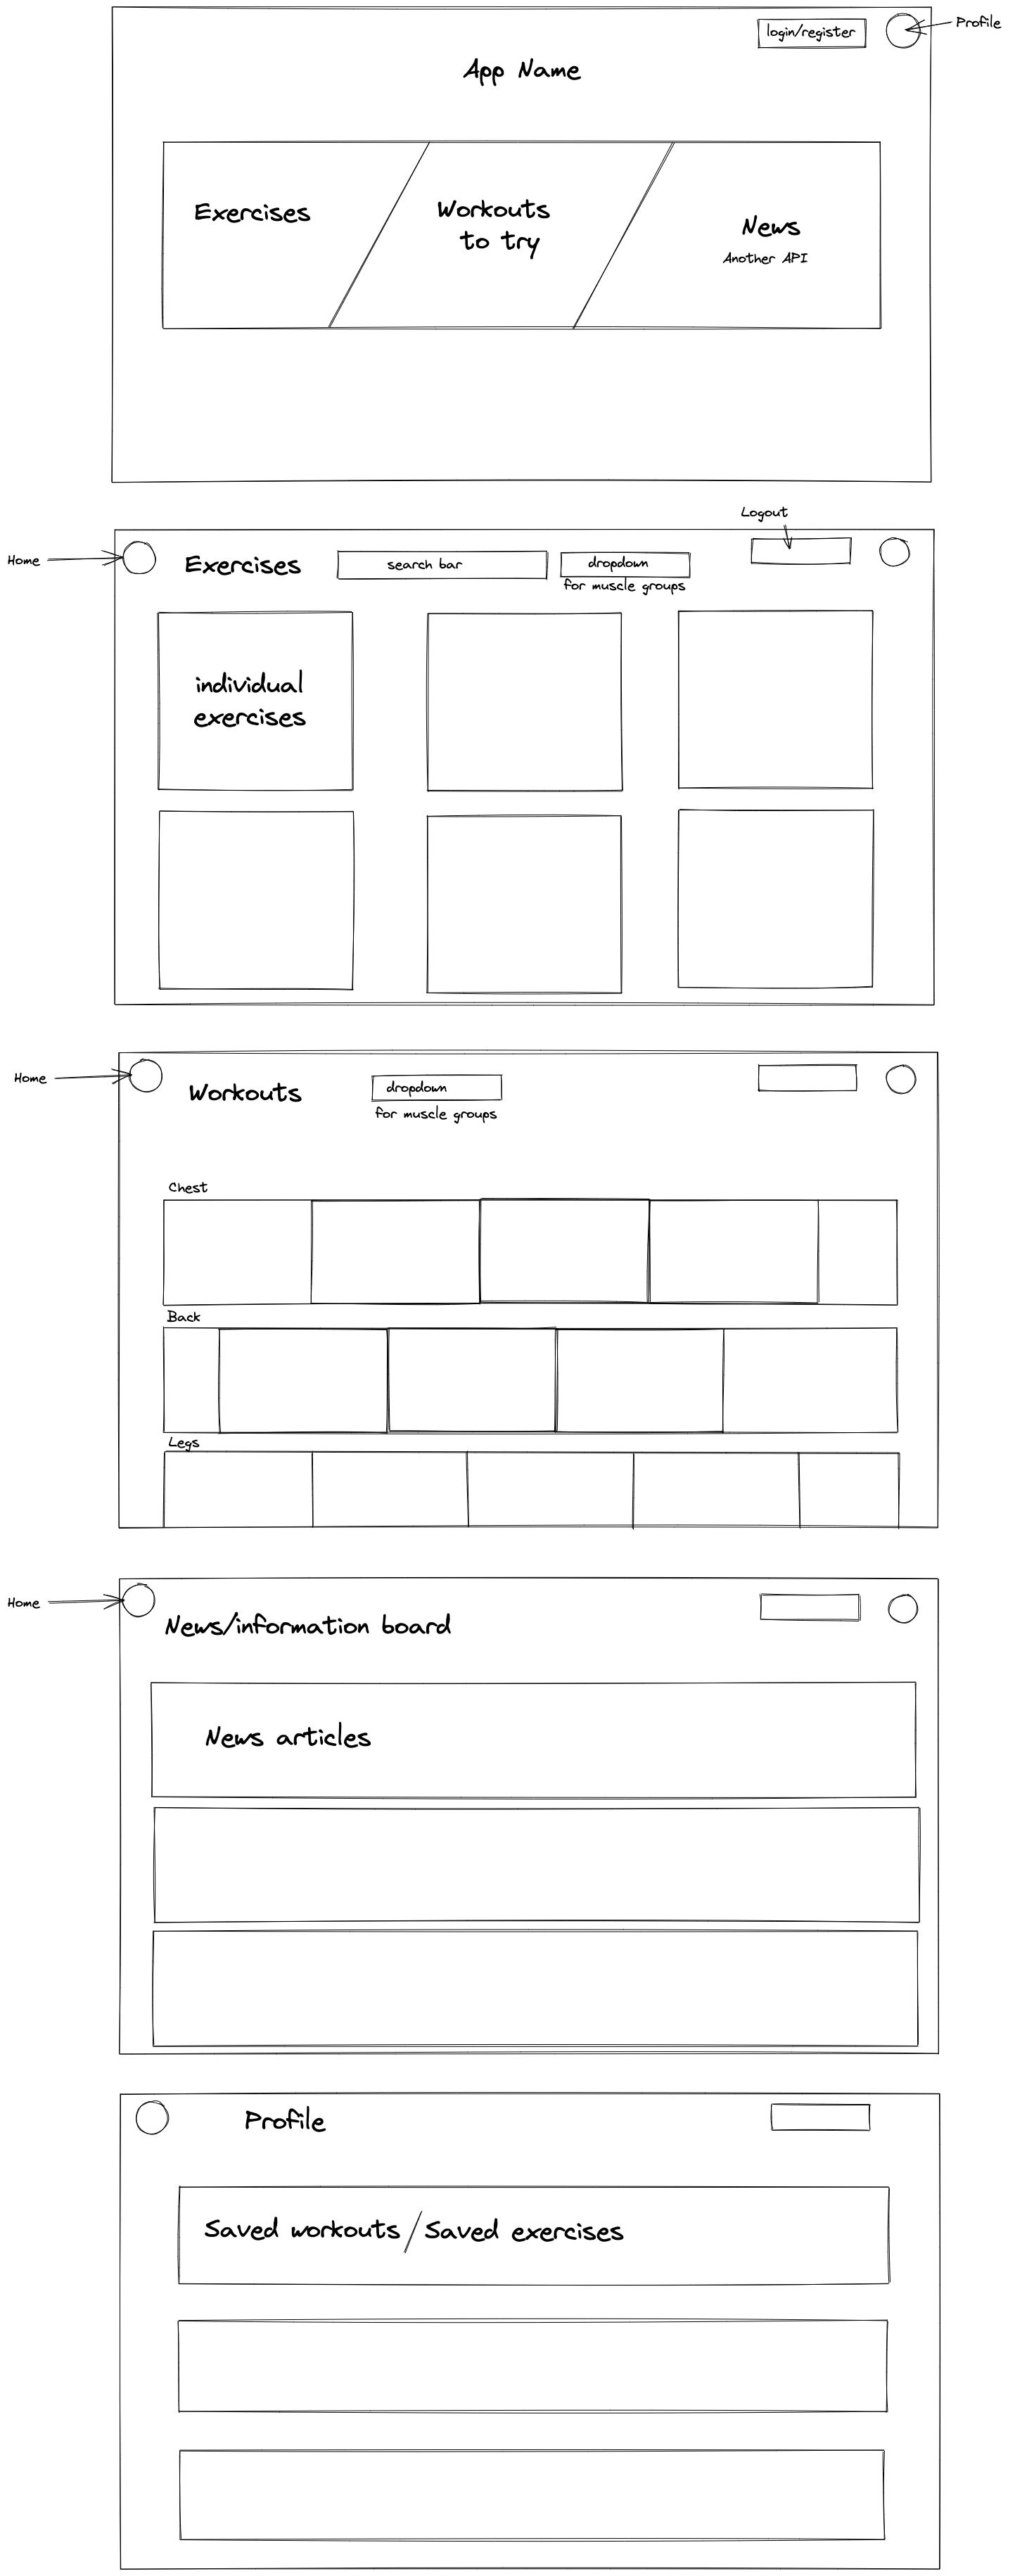 login/register
Profile
App Name
Exercises
Workouts
to try
News
Another API
Logout
Home
Exercises
search bar
dropdown
for muscle groups
individual
exercises
Home
Workouts
dropdown
for muscle groups
Chest
Back
Legs
Home
News/information board
News articles
Profile
Saved workouts / Saved exercises